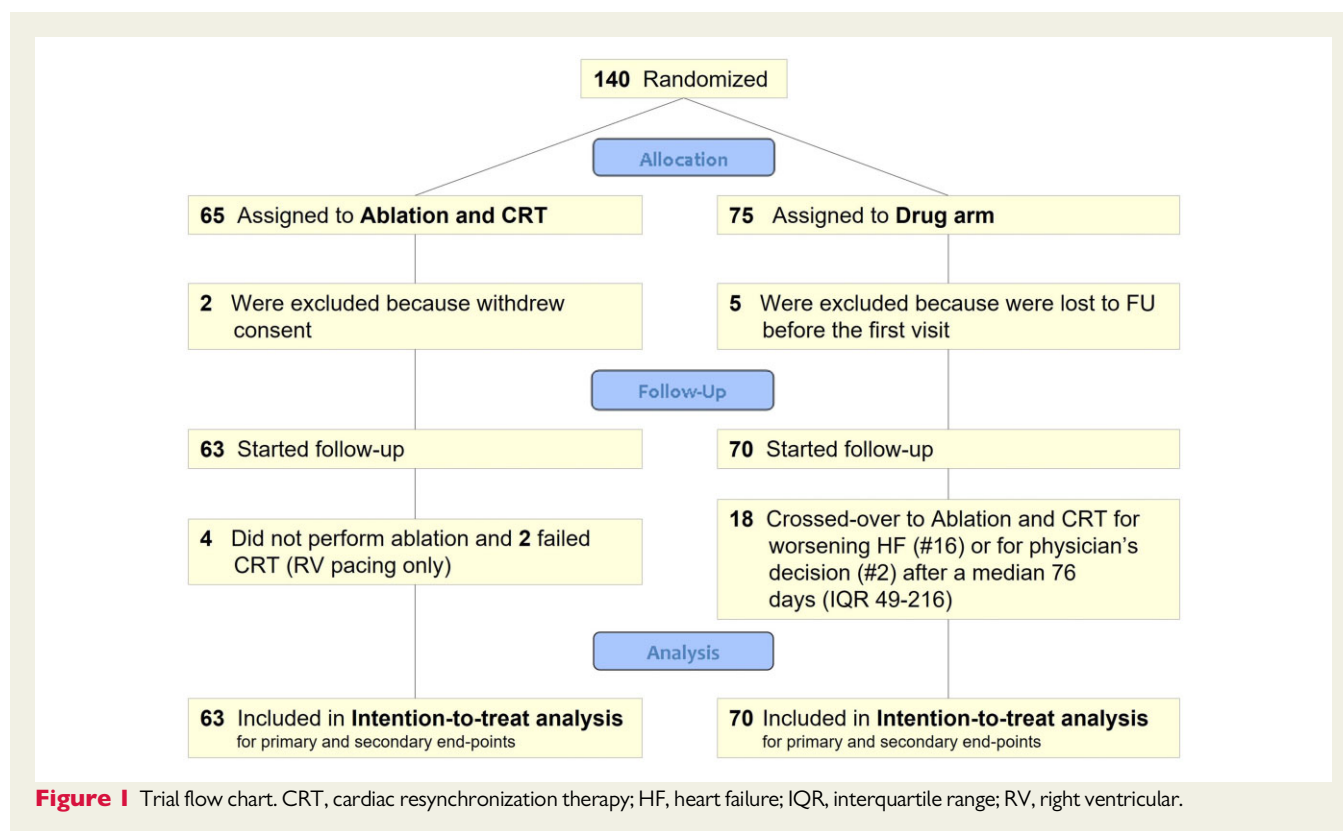 140 Randomized
Allocation
65 Assigned to Ablation and CRT
75 Assigned to Drug arm
2 Were excluded because withdrew
consent
5 Were excluded because were lost to FU
before the first visit
Follow-Up
63 Started follow-up
70 Started follow-up
4 Did not perform ablation and 2 failed
CRT (RV pacing only)
18 Crossed-over to Ablation and CRT for
worsening HF (#16) or for physician's
decision (#2) after a median 76
days (IQR 49-216)
Analysis
63 Included in Intention-to-treat analysis
for primary and secondary end-points
70 Included in Intention-to-treat analysis
for primary and secondary end-points
Figure 1 Trial flow chart. CRT, cardiac resynchronization therapy; HF, heart failure; IQR, interquartile range; RV, right ventricular.